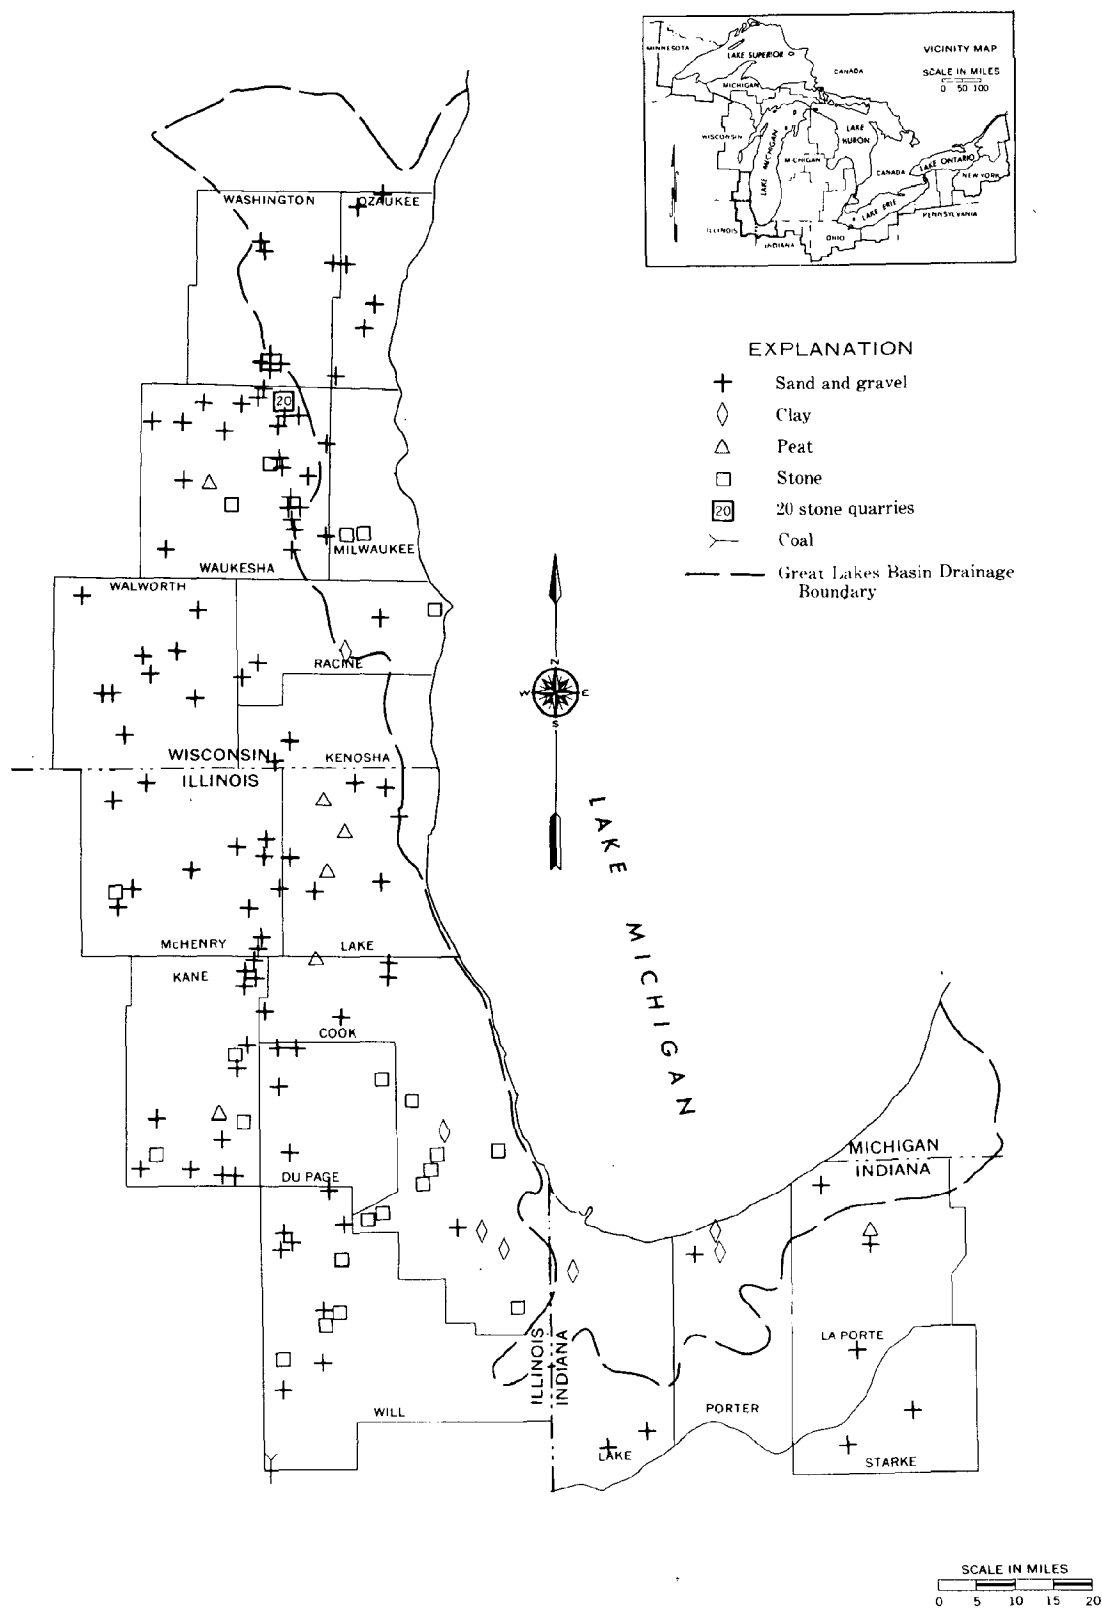 VICINITY MAP
SCALE IN MILES
0 50 100
MINNESOTA
LAKE SUPERIOR
CANADA
MICHIGAN
WISCONSIN
LAKE MICHIGAN
MICHIGAN
LAKE HURON
CANADA
LAKE ONTARIO
NEW YORK
LAKE ERIE
PENNSYLVANIA
ILLINOIS
INDIANA
OHIO
WASHINGTON
OZAUKEE
EXPLANATION
Sand and gravel
Clay
Peat
Stone
20 20 stone quarries
Coal
Great Lakes Basin Drainage
Boundary
20
MILWAUKEE
WAUKESHA
WALWORTH
RACINE
N
W E
S
WISCONSIN
KENOSHA
ILLINOIS
LAKE MICHIGAN
McHENRY
LAKE
KANE
COOK
DU PAGE
MICHIGAN
INDIANA
ILLINOIS
INDIANA
LA PORTE
WILL
PORTER
LAKE
STARKE
SCALE IN MILES
0 5 10 15 20